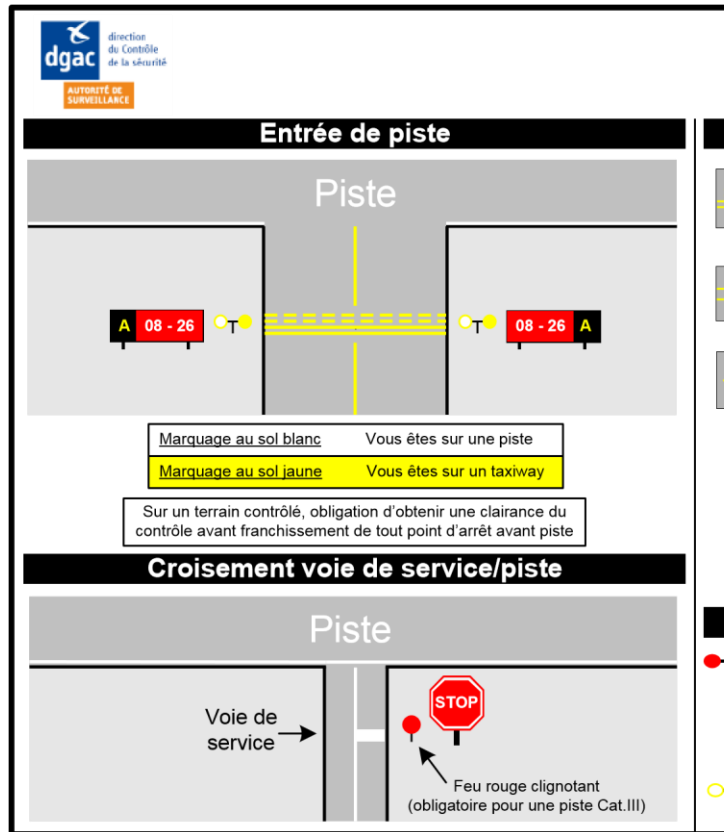 dgac
direction
du Contrôle
de la sécurité
AUTORITÉ DE
SURVEILLANCE
Entrée de piste
Piste
A 08 - 26
T
T
08 - 26 A
Marquage au sol blanc Vous êtes sur une piste
Marquage au sol jaune Vous êtes sur un taxiway
Sur un terrain contrôlé, obligation d'obtenir une clairance du
contrôle avant franchissement de tout point d'arrêt avant piste
Croisement voie de service/piste
Piste
Voie de
service
STOP
Feu rouge clignotant
(obligatoire pour une piste Cat.III)